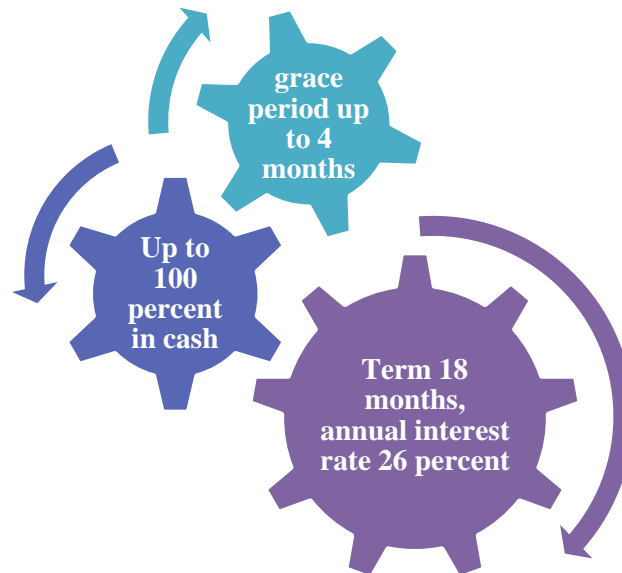 grace
period up
to 4
months
Up to
100
percent
in cash
Term 18
months,
annual interest
rate 26 percent